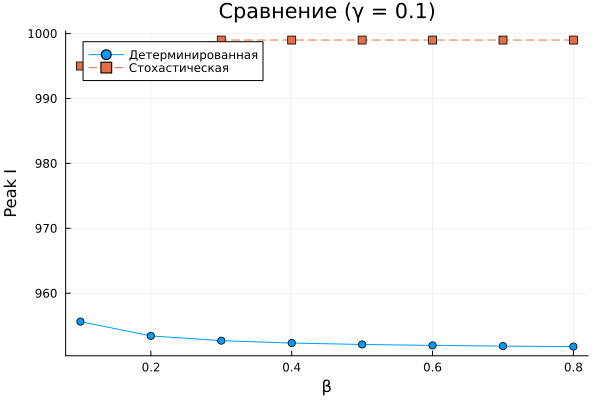 Сравнение (γ = 0.1)
1000
990
980
970
960
Peak I
Детерминированная
Стохастическая
0.2
0.4
0.6
0.8
β